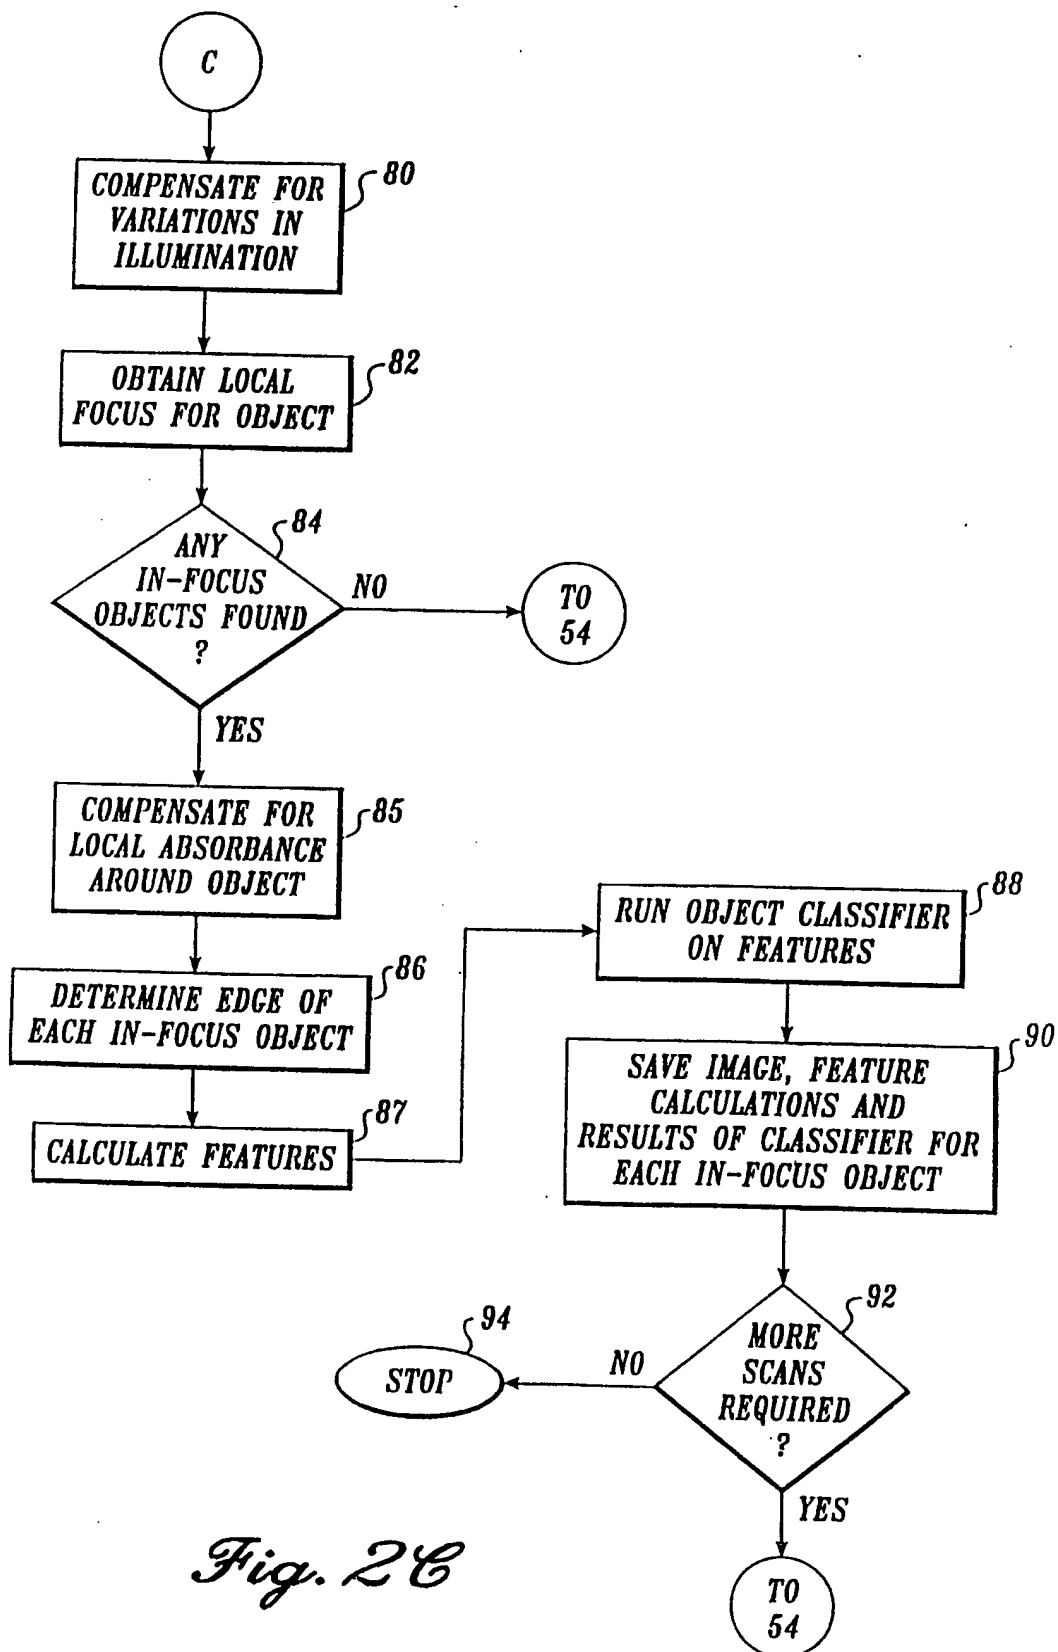 C
COMPENSATE FOR
VARIATIONS IN
ILLUMINATION
80
OBTAIN LOCAL
FOCUS FOR OBJECT
82
ANY
IN-FOCUS
OBJECTS FOUND
?
84
NO
TO
54
YES
COMPENSATE FOR
LOCAL ABSORBANCE
AROUND OBJECT
85
DETERMINE EDGE OF
EACH IN-FOCUS OBJECT
86
CALCULATE FEATURES
87
RUN OBJECT CLASSIFIER
ON FEATURES
88
SAVE IMAGE, FEATURE
CALCULATIONS AND
RESULTS OF CLASSIFIER FOR
EACH IN-FOCUS OBJECT
90
MORE
SCANS
REQUIRED
?
92
NO
STOP
94
YES
TO
54
Fig. 2C